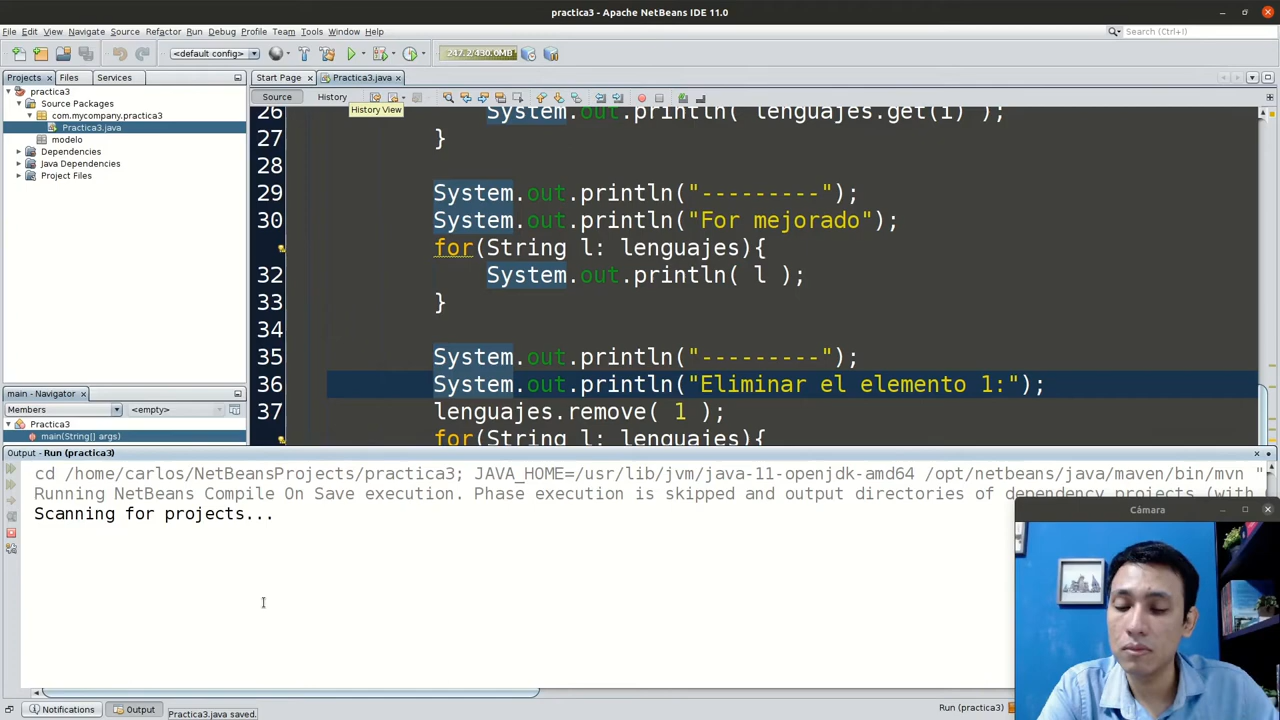 practica3 - Apache NetBeans IDE 11.0
File Edit View Navigate Source Refactor Run Debug Profile Team Tools Window Help
Search (Ctrl+I)
<default config>
247.2/430.0MB
Projects Files Services
Start Page Practica3.java
Source History
History View
practica3
Source Packages
com.mycompany.practica3
Practica3.java
modelo
Dependencies
Java Dependencies
Project Files
26 System.out.println( lenguajes.get(i) );
27 }
28
29 System.out.println("---------");
30 System.out.println("For mejorado");
for(String l: lenguajes){
32 System.out.println( l );
33 }
34
35 System.out.println("---------");
36 System.out.println("Eliminar el elemento 1:");
37 lenguajes.remove( 1 );
for(String l: lenguajes){
main - Navigator
Members <empty>
Practica3
main(String[] args)
Output - Run (practica3)
cd /home/carlos/NetBeansProjects/practica3; JAVA_HOME=/usr/lib/jvm/java-11-openjdk-amd64 /opt/netbeans/java/maven/bin/mvn "
Running NetBeans Compile On Save execution. Phase execution is skipped and output directories of dependency projects (with
Scanning for projects...
Cámara
Notifications Output Practica3.java saved.
Run (practica3)